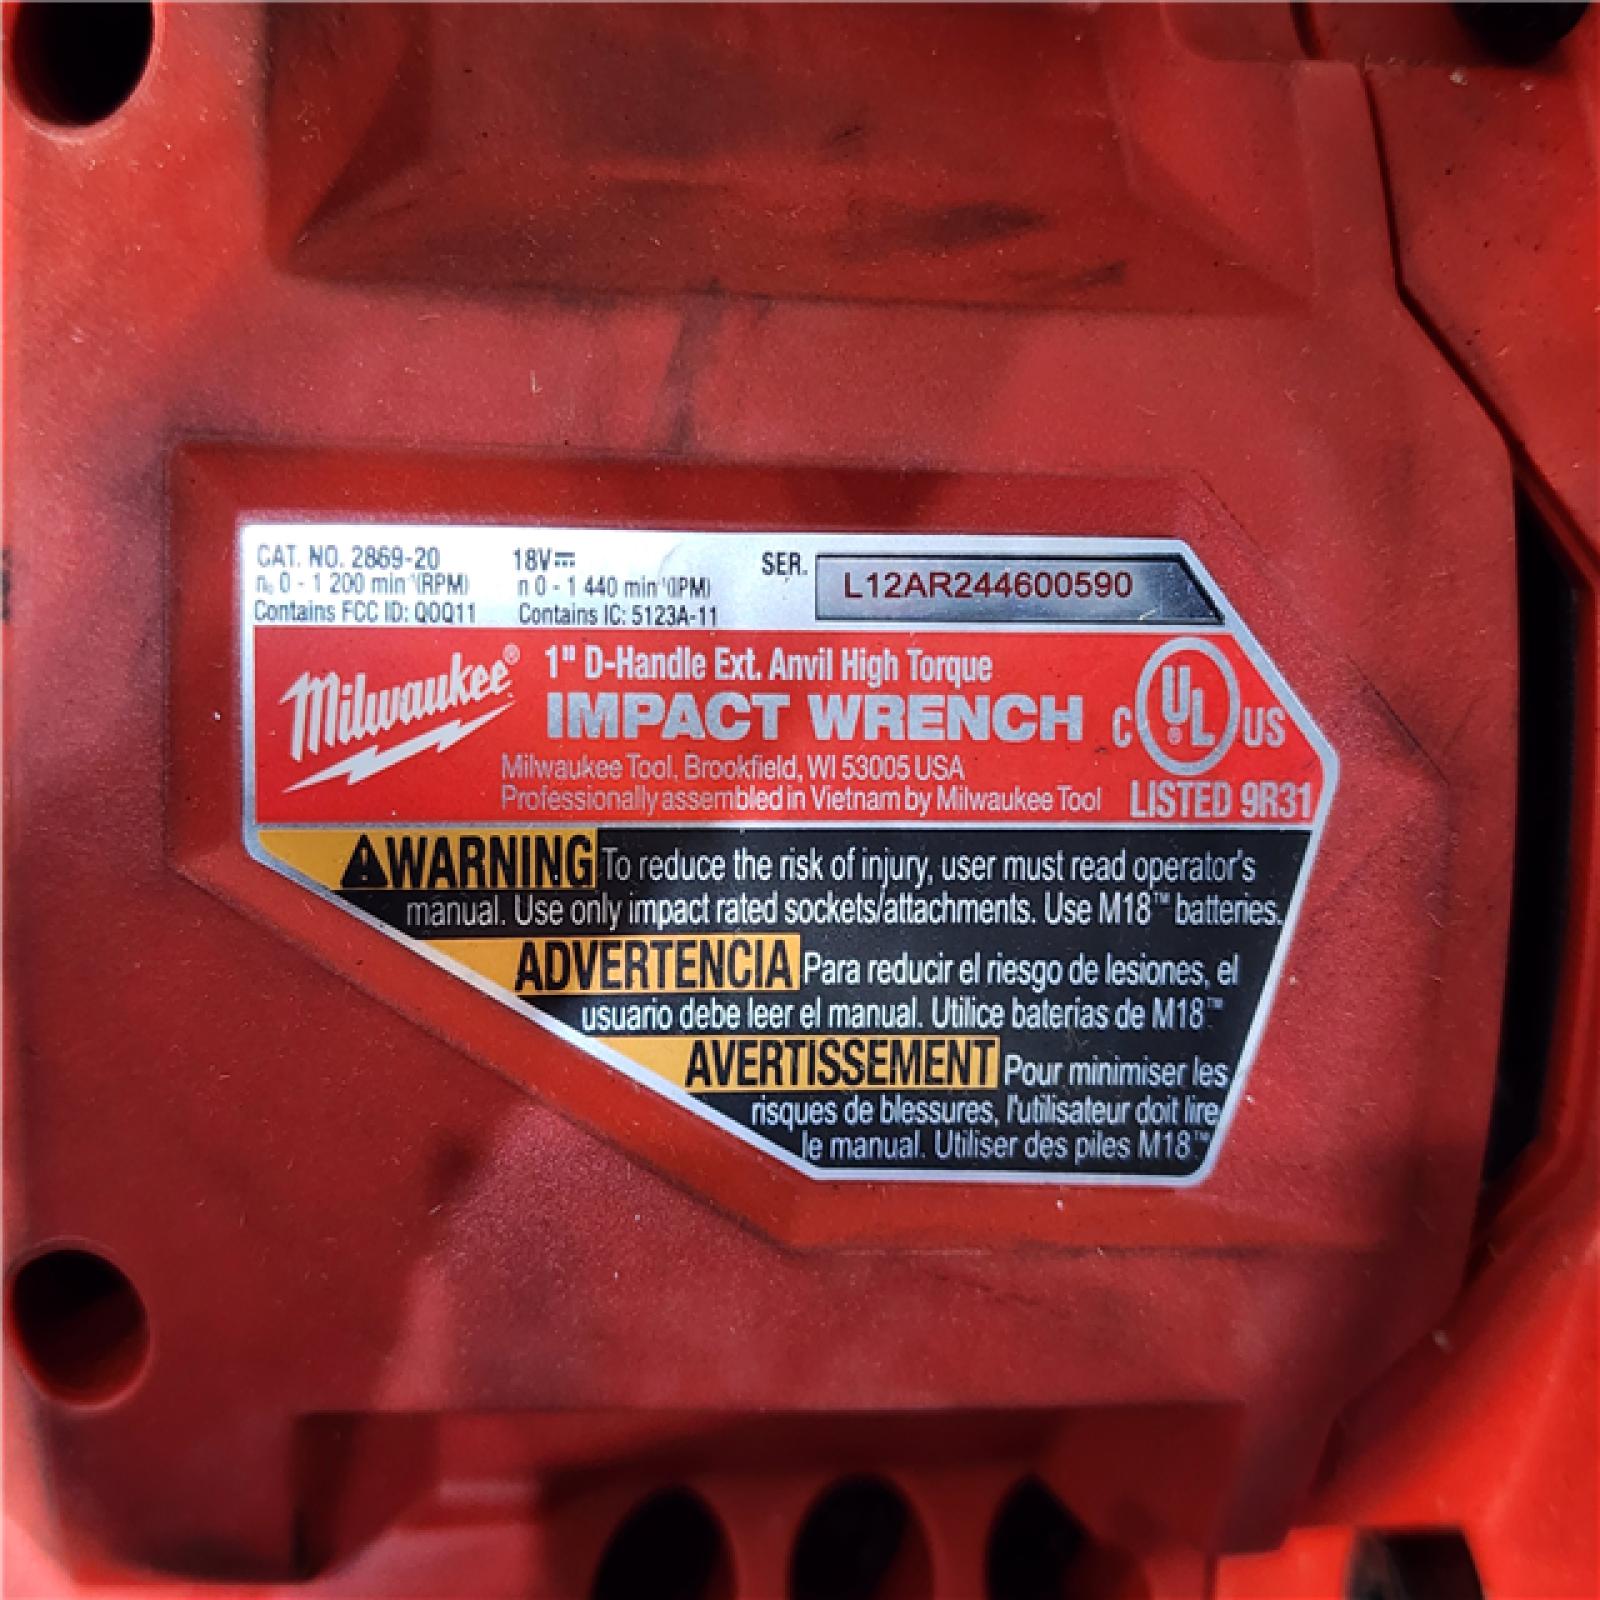 CAT. NO. 2869-20 18V⎓ SER. L12AR244600590
n₀ 0 - 1 200 min⁻¹(RPM) n 0 - 1 440 min⁻¹(IPM)
Contains FCC ID: QOQ11 Contains IC: 5123A-11
Milwaukee®
1" D-Handle Ext. Anvil High Torque
IMPACT WRENCH
C UL® US
LISTED 9R31
Milwaukee Tool, Brookfield, WI 53005 USA
Professionally assembled in Vietnam by Milwaukee Tool
⚠WARNING To reduce the risk of injury, user must read operator's
manual. Use only impact rated sockets/attachments. Use M18™ batteries.
ADVERTENCIA Para reducir el riesgo de lesiones, el
usuario debe leer el manual. Utilice baterías de M18™
AVERTISSEMENT Pour minimiser les
risques de blessures, l'utilisateur doit lire
le manual. Utiliser des piles M18™